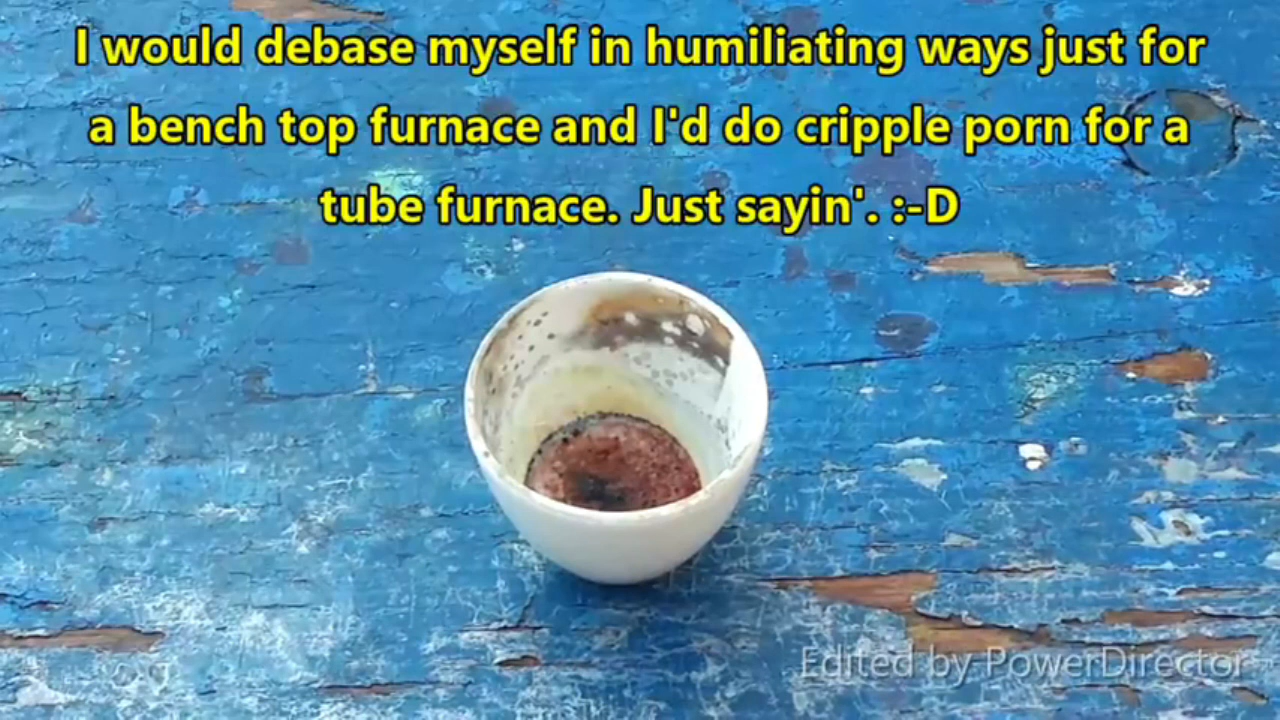 I would debase myself in humiliating ways just for
a bench top furnace and I'd do cripple porn for a
tube furnace. Just sayin'. :-D
Edited by PowerDirector